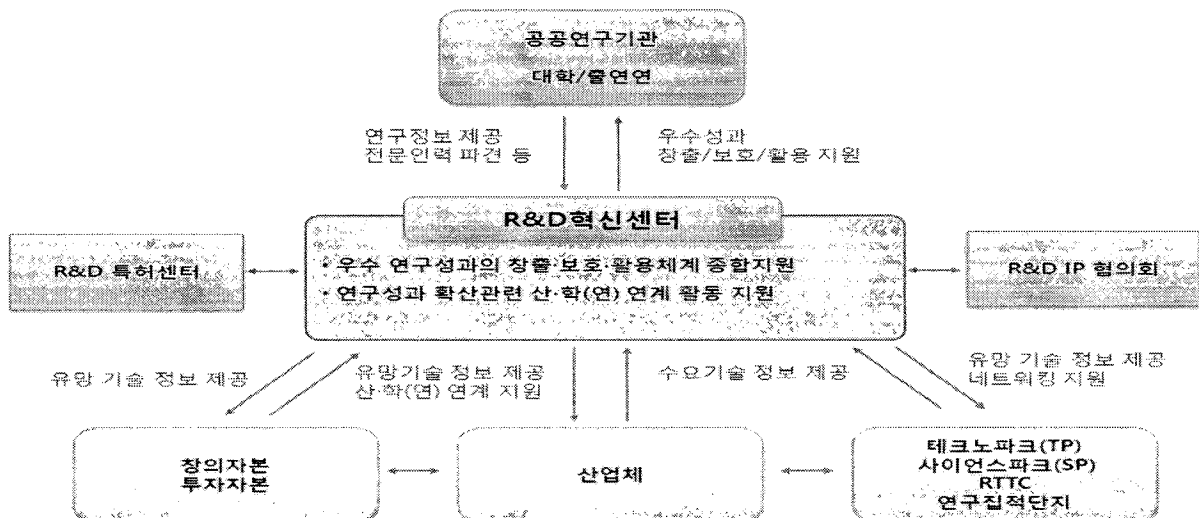 공공연구기관
대학/출연연
연구정보 제공
전문인력 파견 등
우수성과
창출/보호/활용 지원
R&D혁신센터
R&D 특허센터
· 우수 연구성과의 창출·보호·활용체계 종합지원
· 연구성과 확산관련 산·학(연) 연계 활동 지원
R&D IP 협의회
유망 기술 정보 제공
유망기술 정보 제공
산·학(연) 연계 지원
수요기술 정보 제공
유망 기술 정보 제공
네트워킹 지원
창의자본
투자자본
산업체
테크노파크(TP)
사이언스파크(SP)
RTTC
연구집적단지